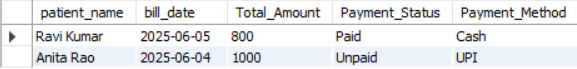 patient_name bill_date Total_Amount Payment_Status Payment_Method
Ravi Kumar 2025-06-05 800 Paid Cash
Anita Rao 2025-06-04 1000 Unpaid UPI